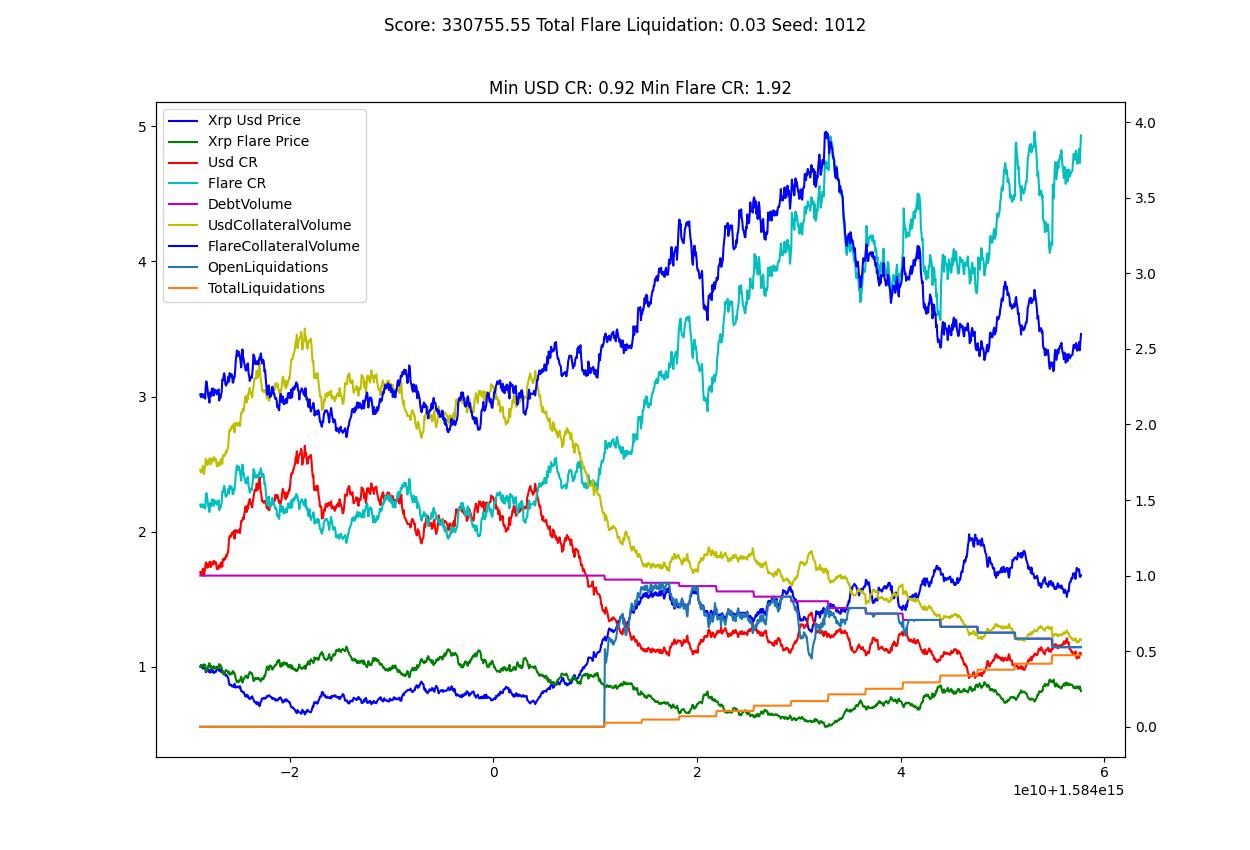 Score: 330755.55 Total Flare Liquidation: 0.03 Seed: 1012
Min USD CR: 0.92 Min Flare CR: 1.92
Xrp Usd Price
Xrp Flare Price
Usd CR
Flare CR
DebtVolume
UsdCollateralVolume
FlareCollateralVolume
OpenLiquidations
TotalLiquidations
5
4
3
2
1
4.0
3.5
3.0
2.5
2.0
1.5
1.0
0.5
0.0
−2 0 2 4 6
1e10+1.584e15